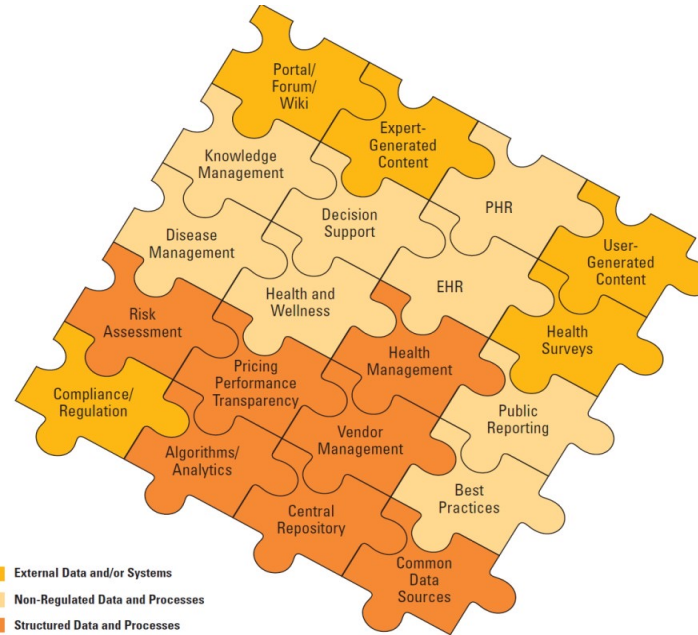 Portal/
Forum/
Wiki
Expert-
Generated
Content
Knowledge
Management
PHR
Decision
Support
User-
Generated
Content
Disease
Management
EHR
Health and
Wellness
Risk
Assessment
Health
Surveys
Health
Management
Pricing
Performance
Transparency
Compliance/
Regulation
Public
Reporting
Vendor
Management
Algorithms/
Analytics
Best
Practices
Central
Repository
Common
Data
Sources
External Data and/or Systems
Non-Regulated Data and Processes
Structured Data and Processes